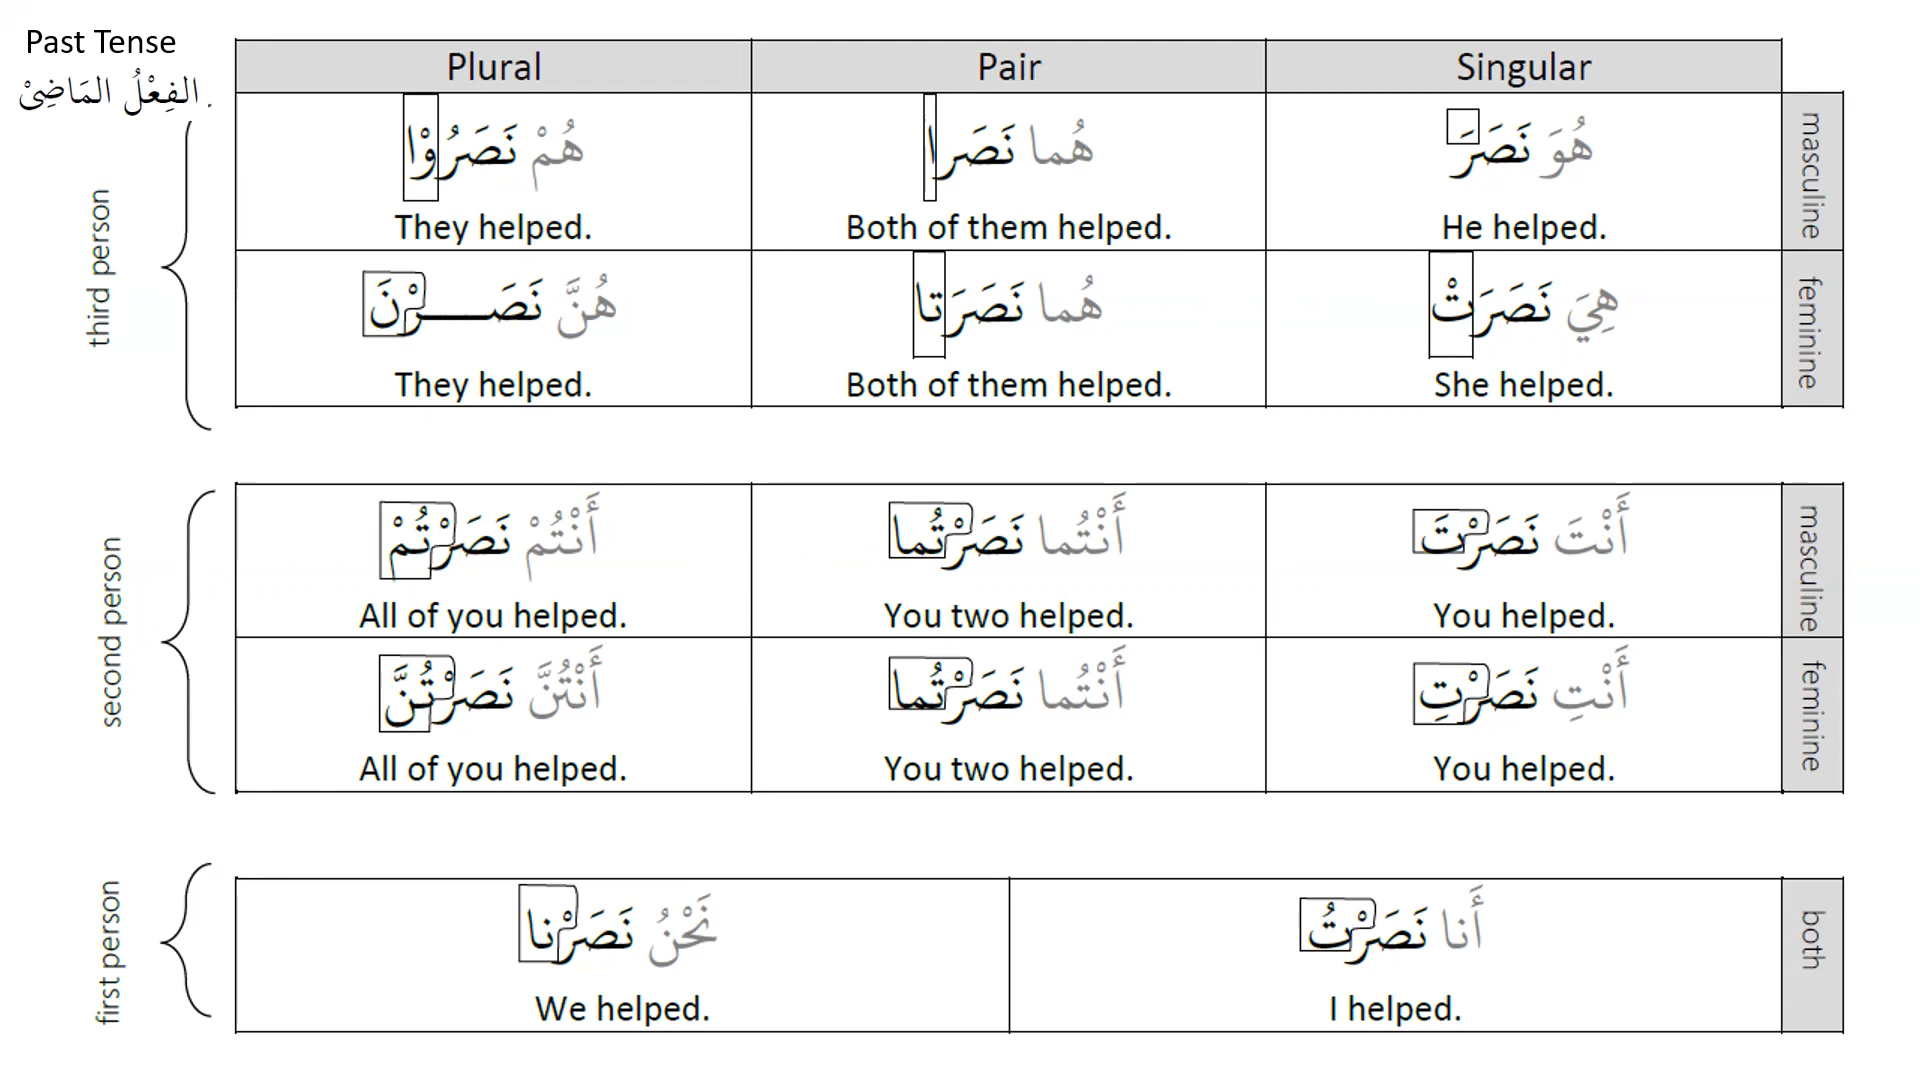 Past Tense
الفِعْلُ المَاضِىْ .
Plural Pair Singular
masculine
هُمْ نَصَرُوْا
هُما نَصَرا
هُوَ نَصَرَ
They helped.
Both of them helped.
He helped.
feminine
هُنَّ نَصَــــرْنَ
هُما نَصَرَتا
هِيَ نَصَرَتْ
They helped.
Both of them helped.
She helped.
third person
masculine
أَنْتُمْ نَصَرْتُمْ
أَنْتُما نَصَرْتُما
أَنْتَ نَصَرْتَ
All of you helped.
You two helped.
You helped.
feminine
أَنْتُنَّ نَصَرْتُنَّ
أَنْتُما نَصَرْتُما
أَنْتِ نَصَرْتِ
All of you helped.
You two helped.
You helped.
second person
both
نَحْنُ نَصَرْنا
أَنا نَصَرْتُ
We helped.
I helped.
first person